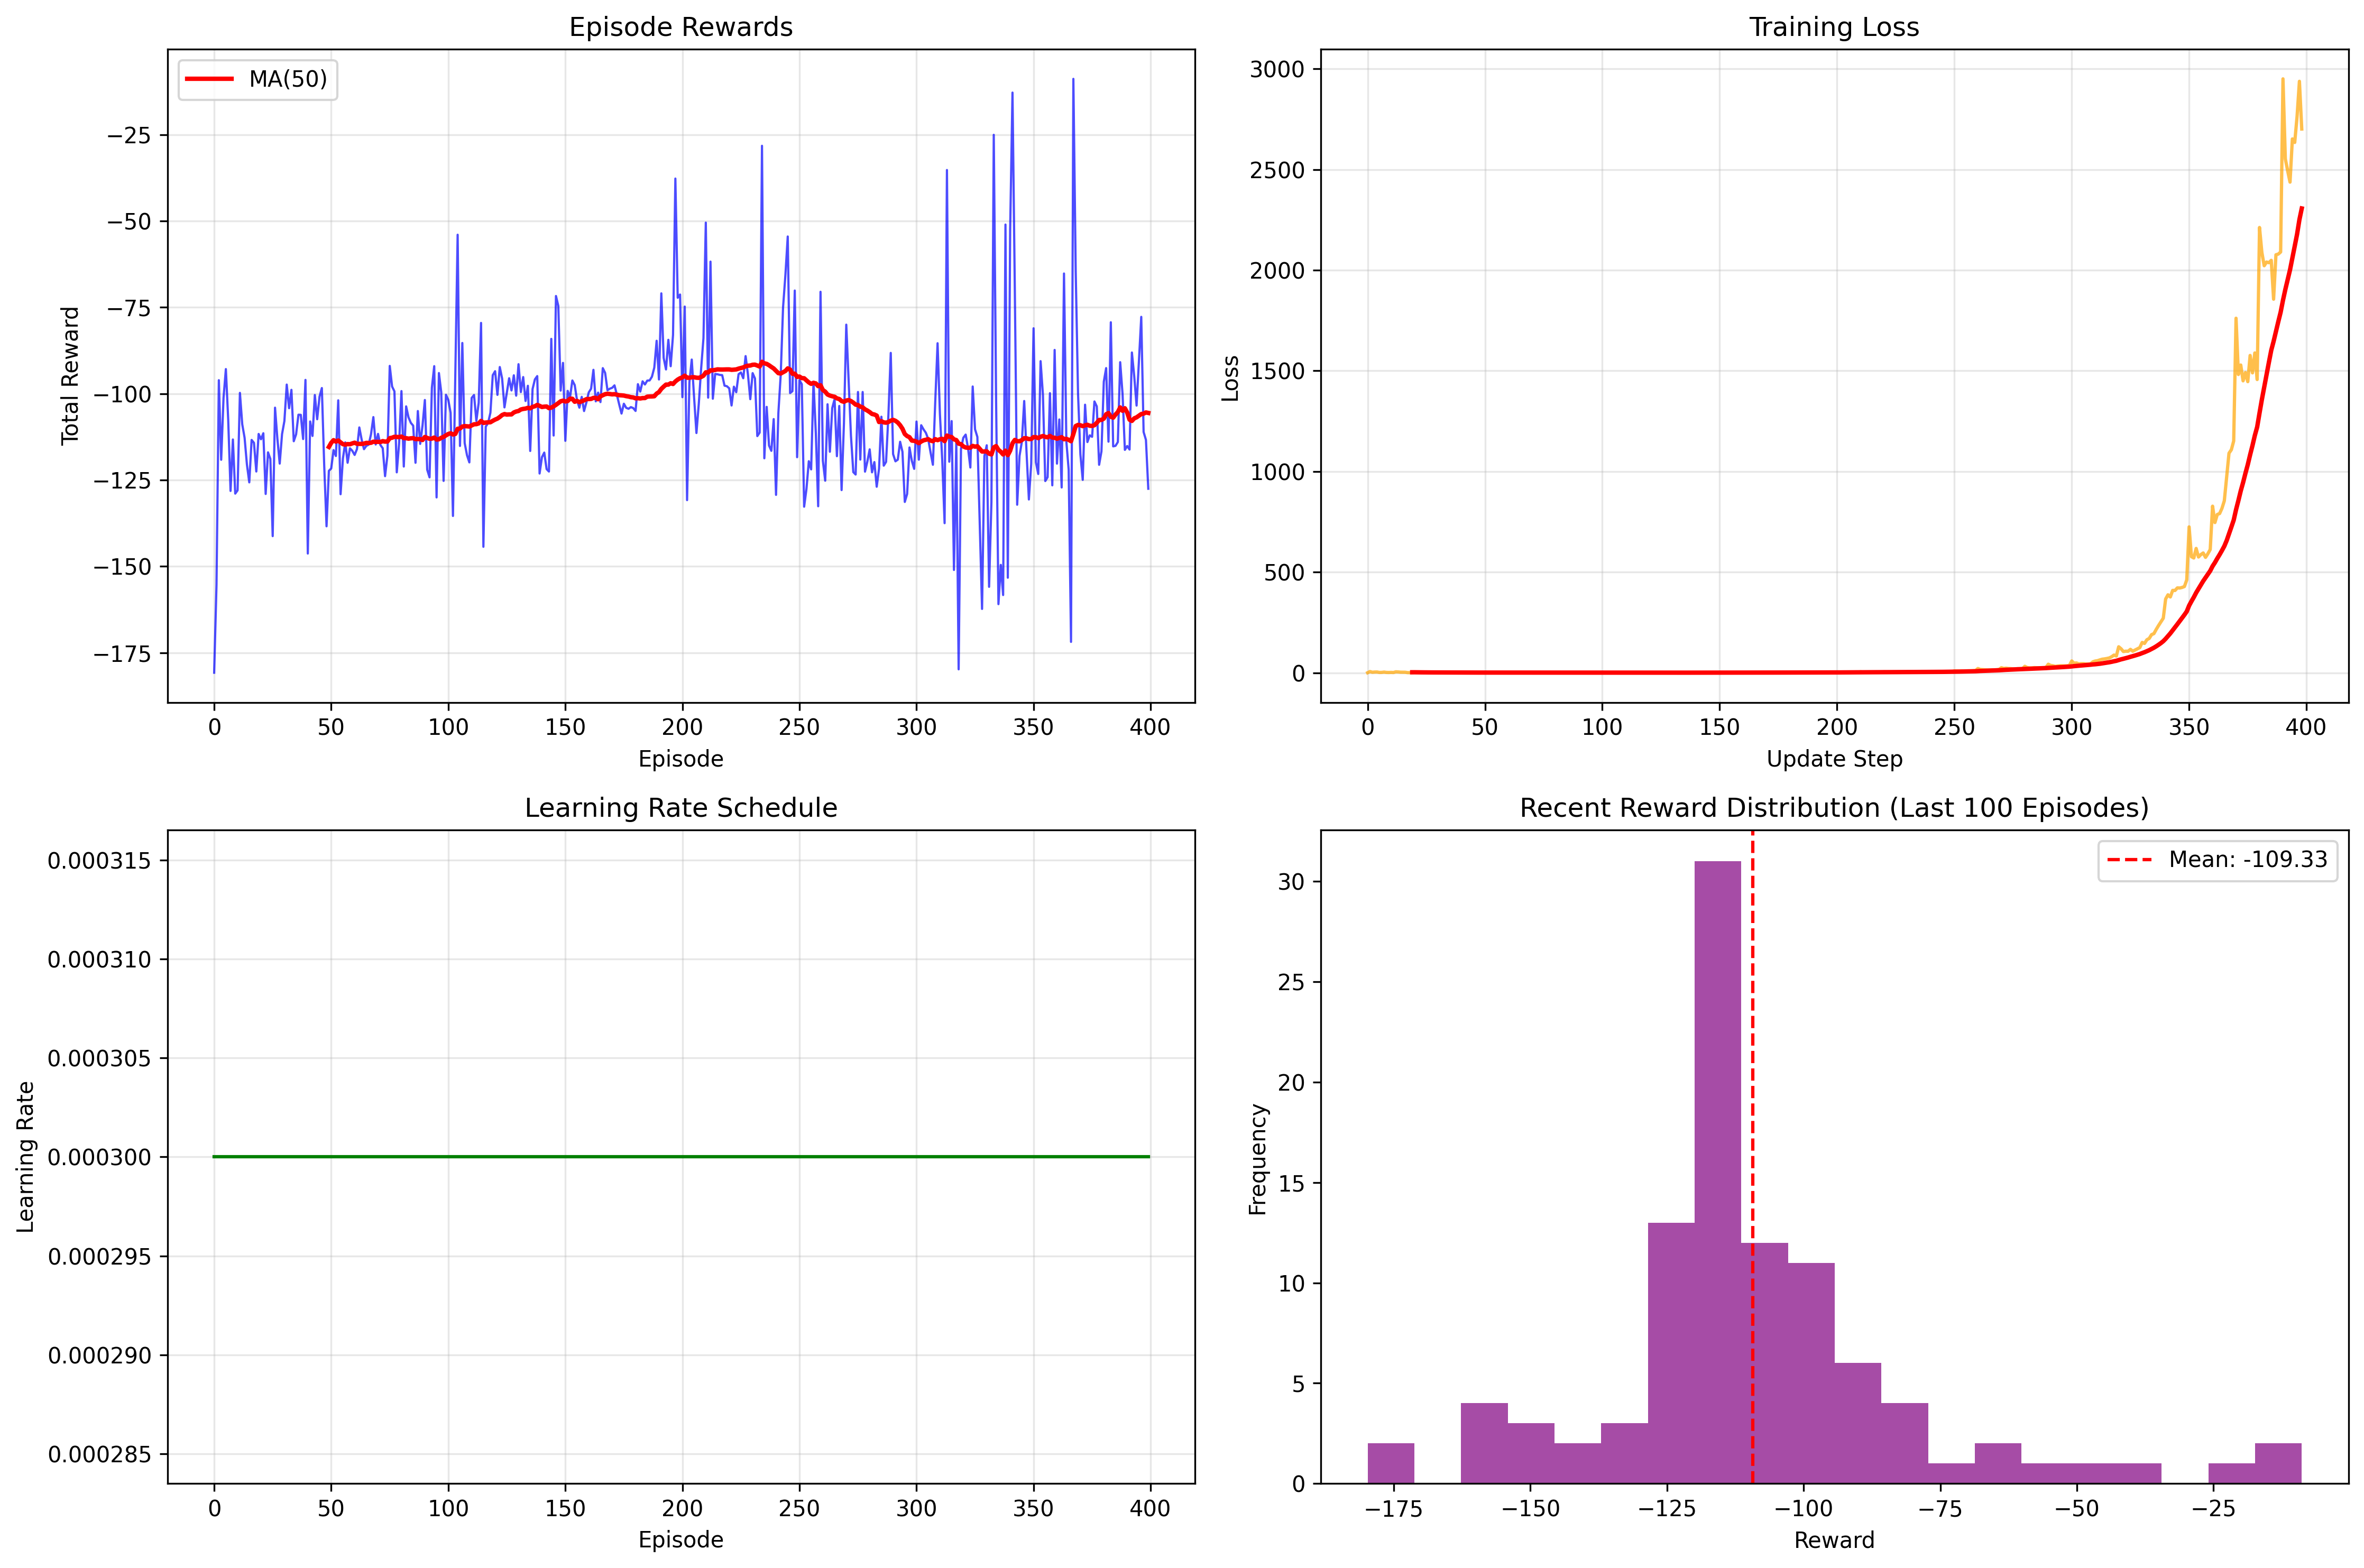 Episode Rewards
MA(50)
−25
−50
−75
−100
−125
−150
−175
Total Reward
0 50 100 150 200 250 300 350 400
Episode
Training Loss
3000
2500
2000
1500
1000
500
0
Loss
0 50 100 150 200 250 300 350 400
Update Step
Learning Rate Schedule
0.000315
0.000310
0.000305
0.000300
0.000295
0.000290
0.000285
Learning Rate
0 50 100 150 200 250 300 350 400
Episode
Recent Reward Distribution (Last 100 Episodes)
Mean: -109.33
30
25
20
15
10
5
0
Frequency
−175 −150 −125 −100 −75 −50 −25
Reward